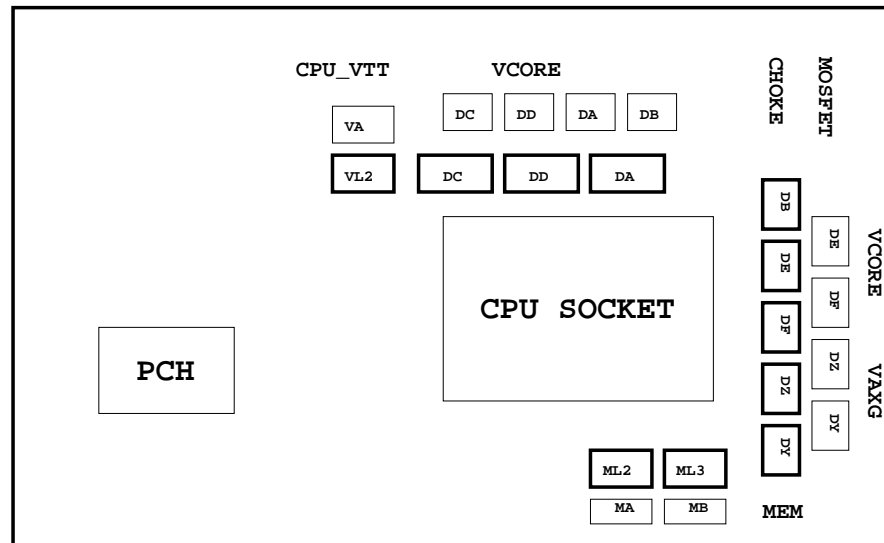 CPU_VTT VCORE
CHOKE
MOSFET
VA DC DD DA DB
VL2 DC DD DA
DB
DE
DF
DZ
DY
DE
DF
DZ
DY
VCORE
VAXG
CPU SOCKET
PCH
ML2 ML3
MA MB MEM